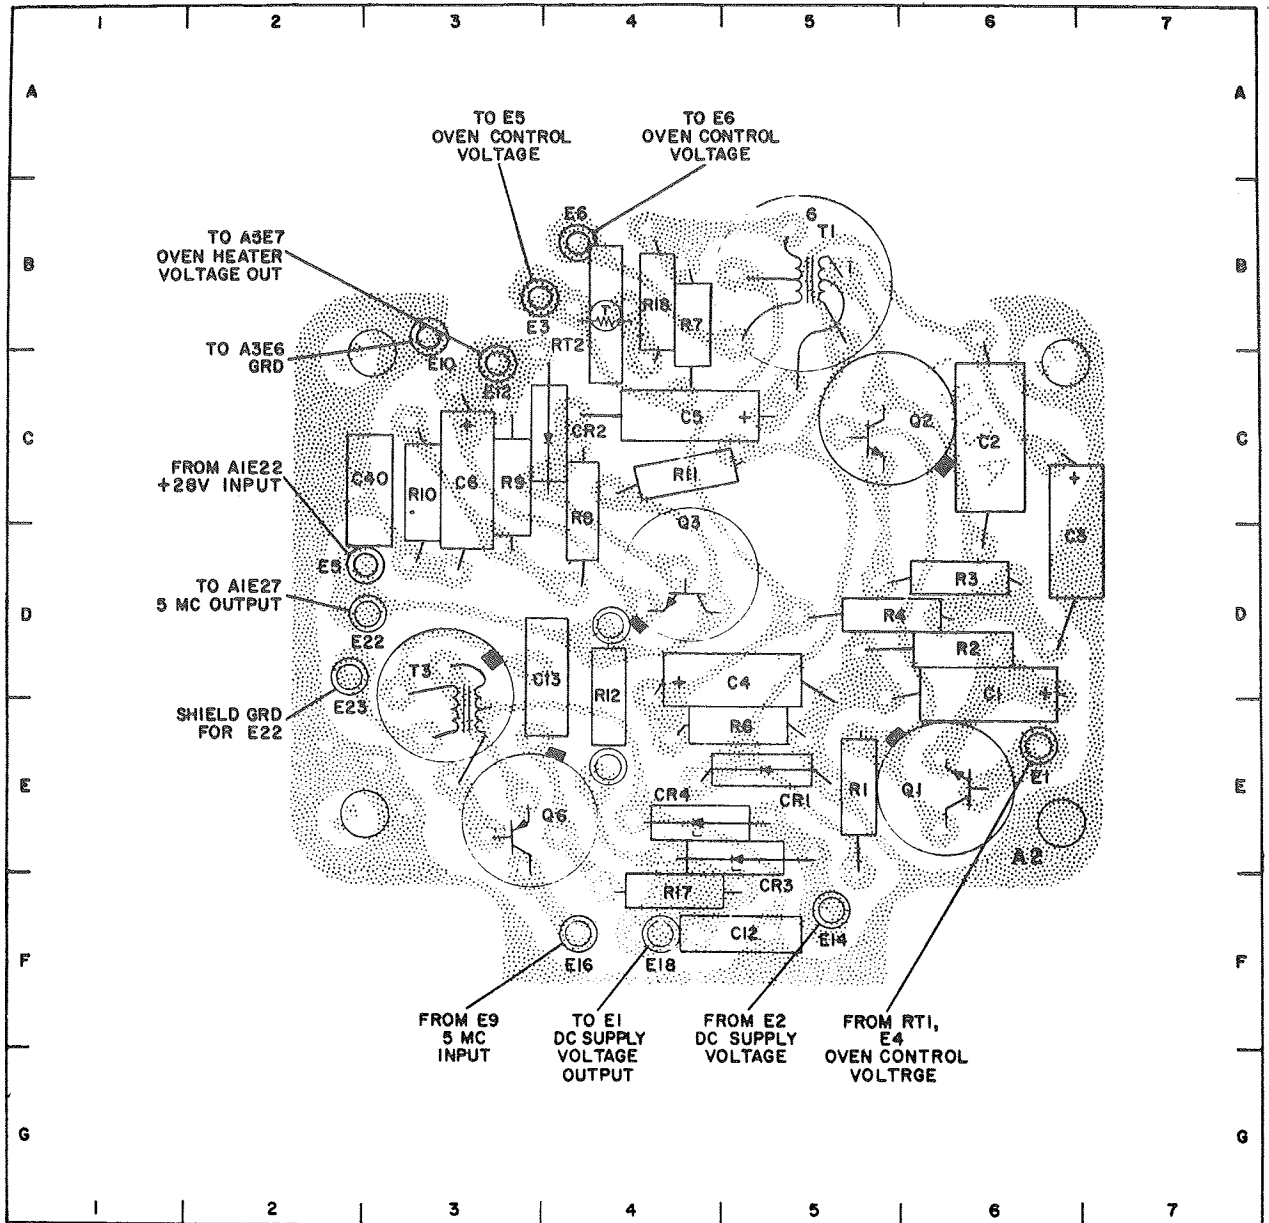 1 2 3 4 5 6 7
A A
TO E5
OVEN CONTROL
VOLTAGE
TO E6
OVEN CONTROL
VOLTAGE
E6
6
T1
1
TO A5E7
OVEN HEATER
VOLTAGE OUT
B B
E3
RT2
T
R18
R7
TO A3E6
GRD
E10
E12
CR2
C5
+
Q2
C2
C C
FROM A1E22
+28V INPUT
C40
R10
+
C6
R9
R8
R11
Q3
+
C3
E5
R3
TO A1E27
5 MC OUTPUT
D D
R4
E22
R2
T3
C13
R12
+
C4
C1
+
E23
SHIELD GRD
FOR E22
R6
E E
E1
CR1
R1
Q1
CR4
Q6
A2
CR3
R17
C12
E14
E16
E18
F F
FROM E9
5 MC
INPUT
TO E1
DC SUPPLY
VOLTAGE
OUTPUT
FROM E2
DC SUPPLY
VOLTAGE
FROM RT1,
E4
OVEN CONTROL
VOLTRGE
G G
1 2 3 4 5 6 7